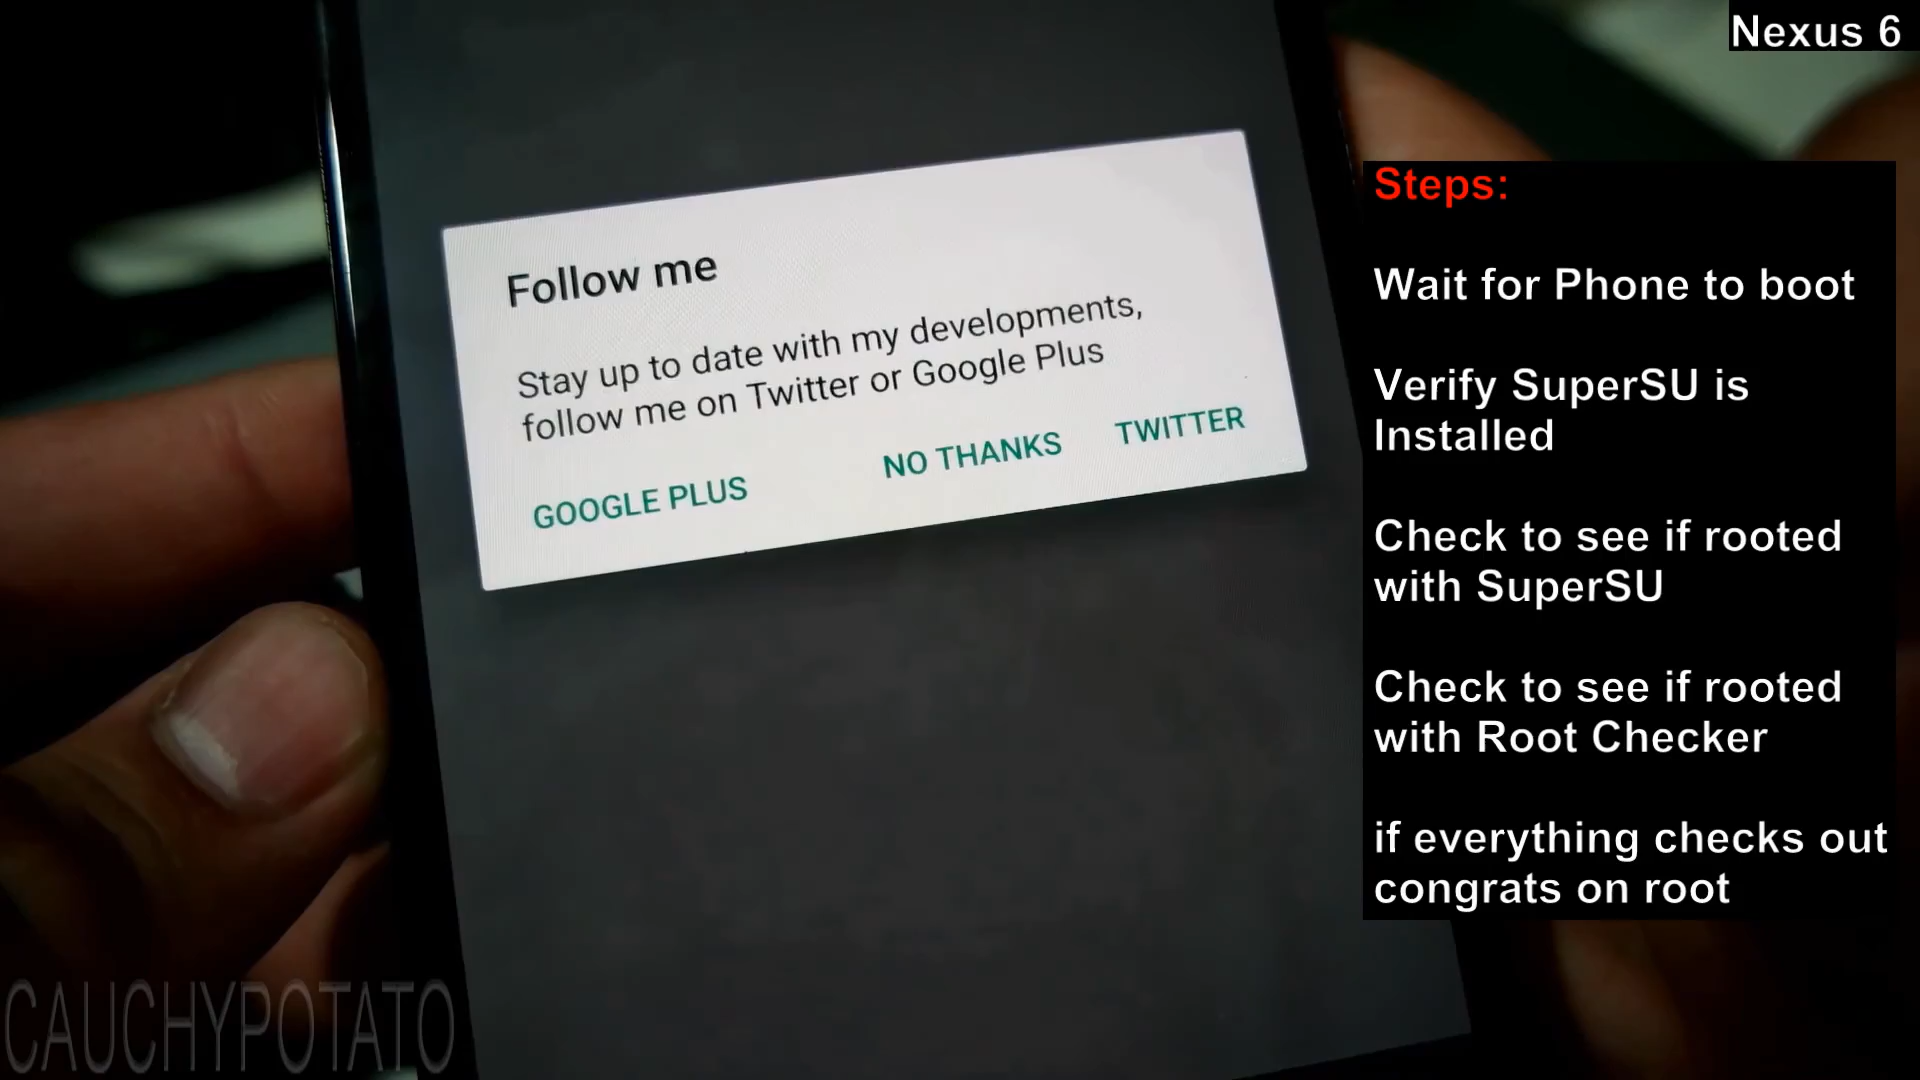 Nexus 6
Follow me
Stay up to date with my developments,
follow me on Twitter or Google Plus
GOOGLE PLUS
NO THANKS
TWITTER
Steps:
Wait for Phone to boot
Verify SuperSU is
Installed
Check to see if rooted
with SuperSU
Check to see if rooted
with Root Checker
if everything checks out
congrats on root
CAUCHYPOTATO